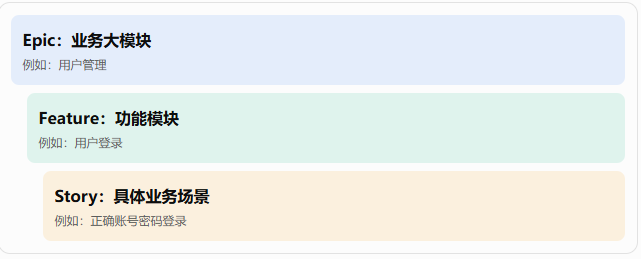 Epic：业务大模块
例如：用户管理
Feature：功能模块
例如：用户登录
Story：具体业务场景
例如：正确账号密码登录